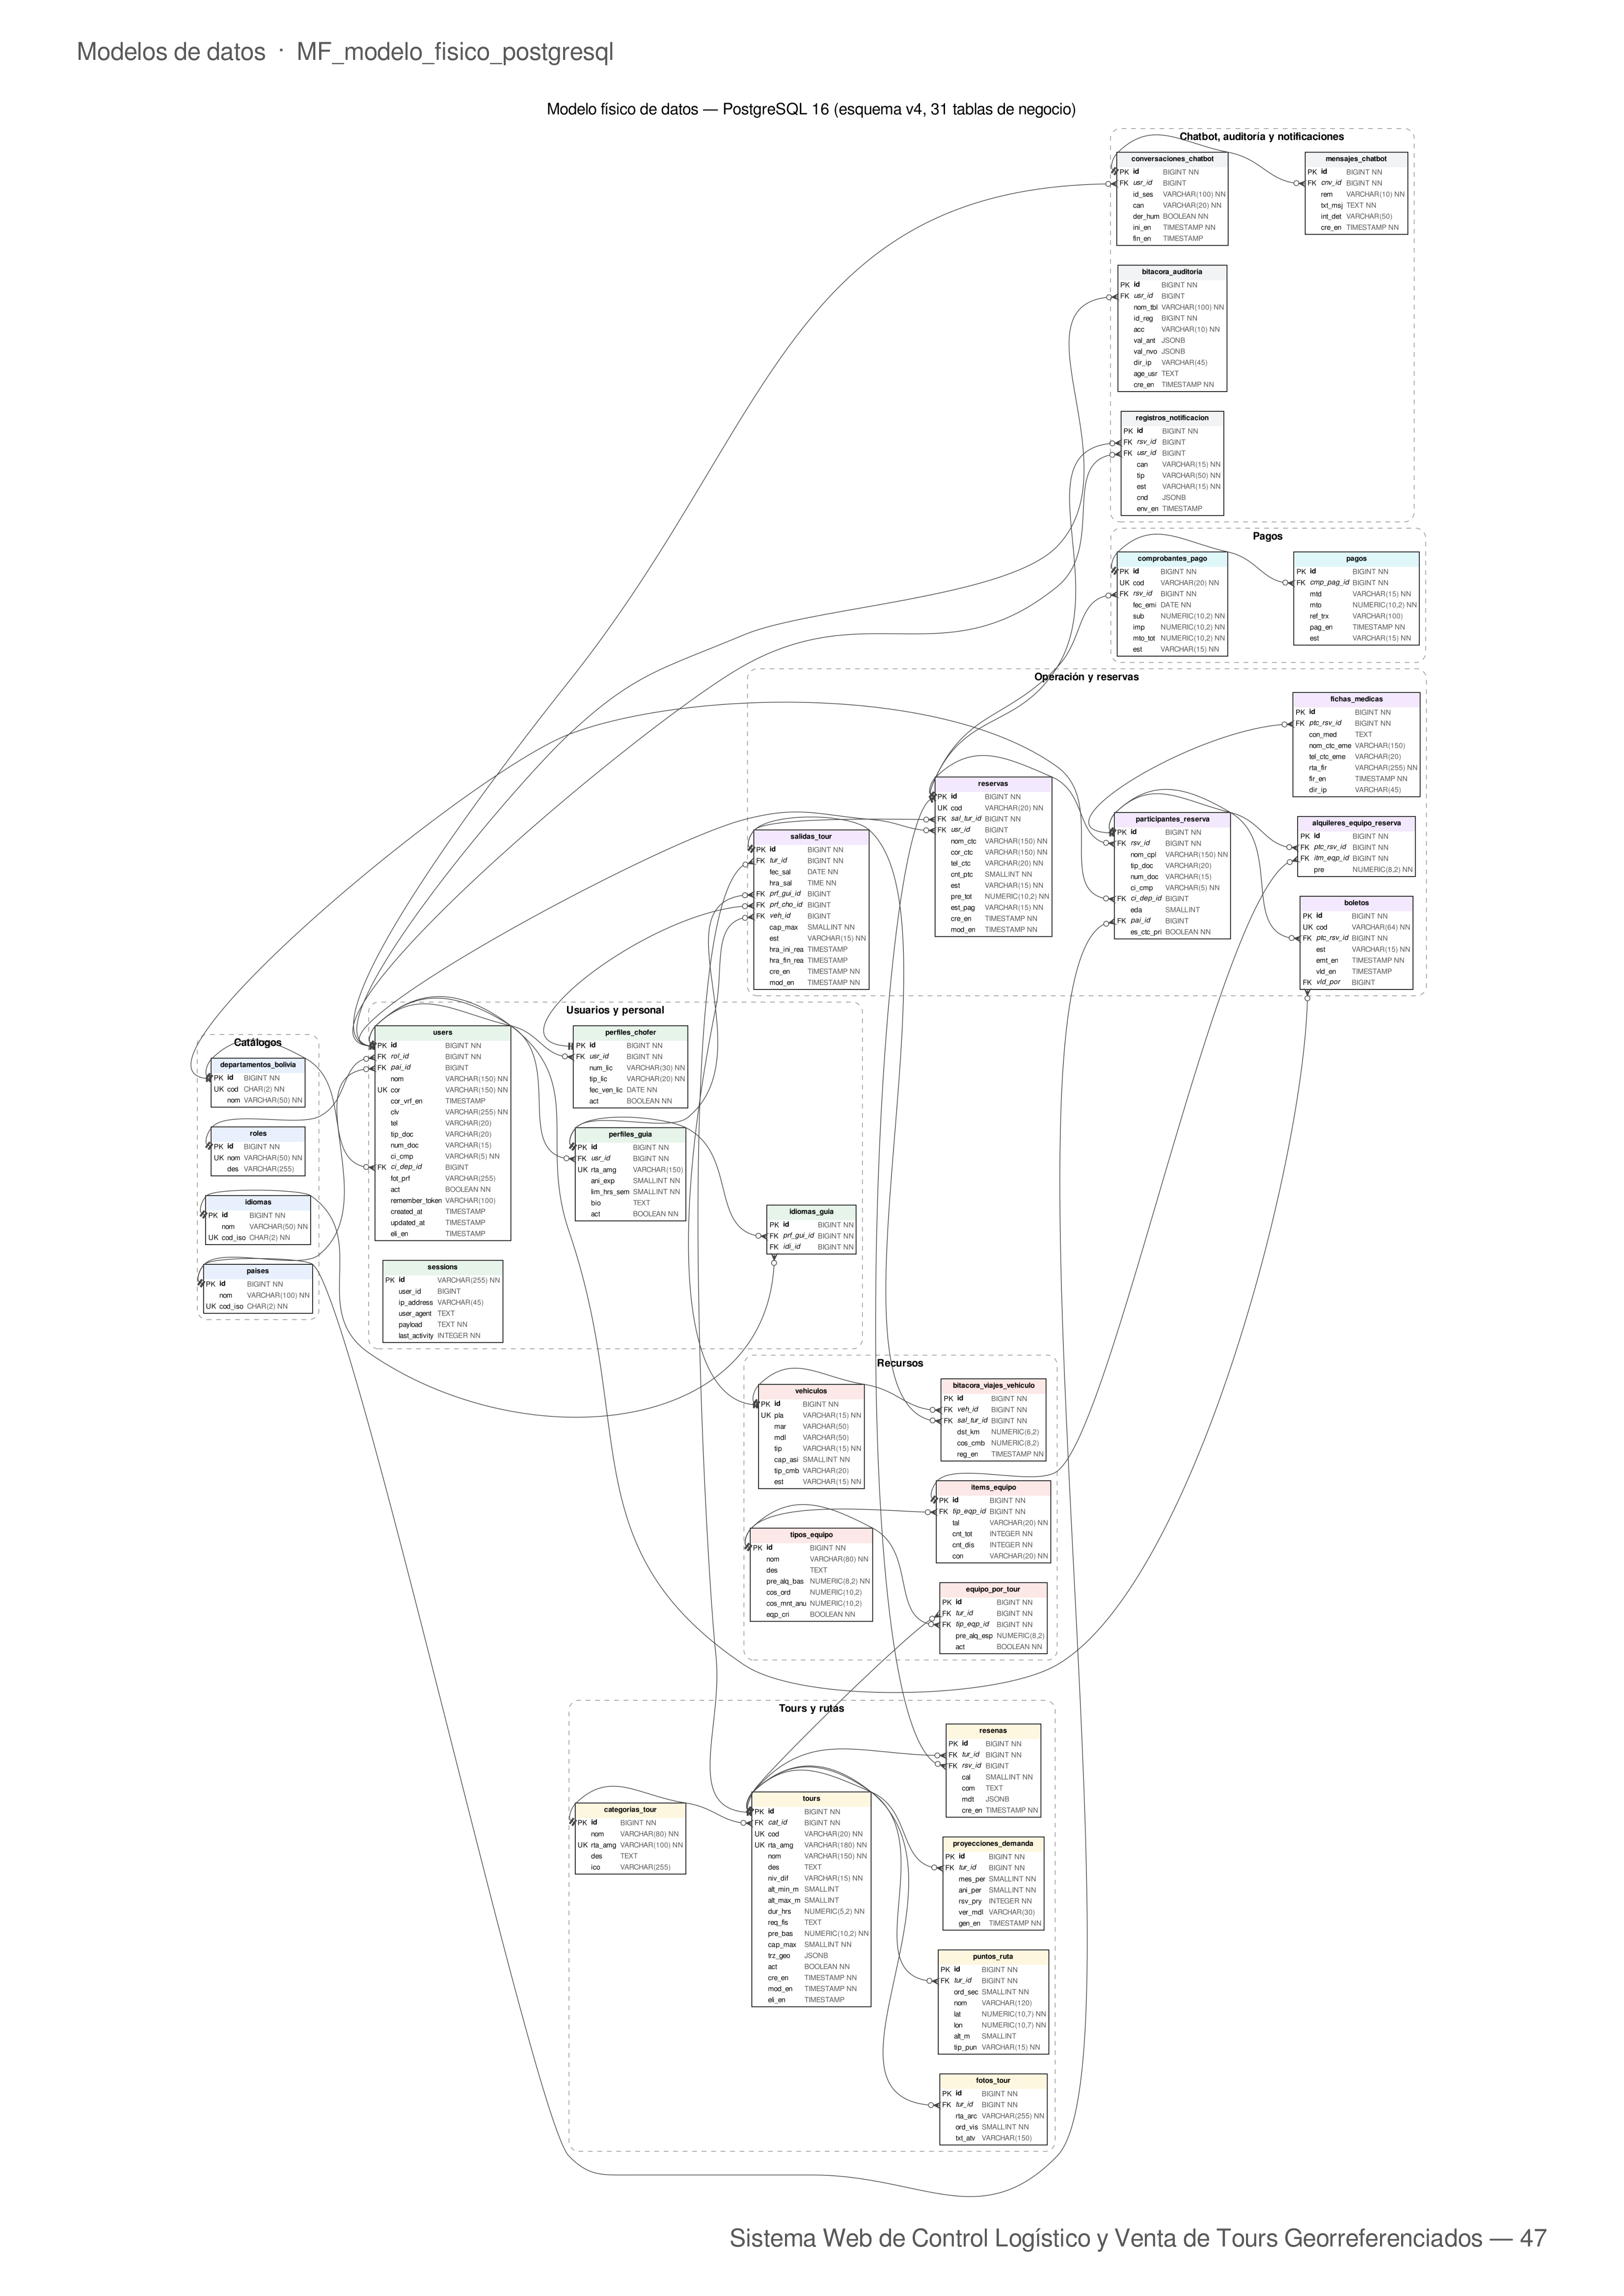 Modelos de datos · MF_modelo_fisico_postgresql
Modelo físico de datos — PostgreSQL 16 (esquema v4, 31 tablas de negocio)
Chatbot, auditoría y notificaciones
conversaciones_chatbot
PK id BIGINT NN
FK usr_id BIGINT
id_ses VARCHAR(100) NN
can VARCHAR(20) NN
der_hum BOOLEAN NN
ini_en TIMESTAMP NN
fin_en TIMESTAMP
mensajes_chatbot
PK id BIGINT NN
FK cnv_id BIGINT NN
rem VARCHAR(10) NN
txt_msj TEXT NN
int_det VARCHAR(50)
cre_en TIMESTAMP NN
bitacora_auditoria
PK id BIGINT NN
FK usr_id BIGINT
nom_tbl VARCHAR(100) NN
id_reg BIGINT NN
acc VARCHAR(10) NN
val_ant JSONB
val_nvo JSONB
dir_ip VARCHAR(45)
age_usr TEXT
cre_en TIMESTAMP NN
registros_notificacion
PK id BIGINT NN
FK rsv_id BIGINT
FK usr_id BIGINT
can VARCHAR(15) NN
tip VARCHAR(50) NN
est VARCHAR(15) NN
cnd JSONB
env_en TIMESTAMP
Pagos
comprobantes_pago
PK id BIGINT NN
UK cod VARCHAR(20) NN
FK rsv_id BIGINT NN
fec_emi DATE NN
sub NUMERIC(10,2) NN
imp NUMERIC(10,2) NN
mto_tot NUMERIC(10,2) NN
est VARCHAR(15) NN
pagos
PK id BIGINT NN
FK cmp_pag_id BIGINT NN
mtd VARCHAR(15) NN
mto NUMERIC(10,2) NN
ref_trx VARCHAR(100)
pag_en TIMESTAMP NN
est VARCHAR(15) NN
Operación y reservas
fichas_medicas
PK id BIGINT NN
FK ptc_rsv_id BIGINT NN
con_med TEXT
nom_ctc_eme VARCHAR(150)
tel_ctc_eme VARCHAR(20)
rta_fir VARCHAR(255) NN
fir_en TIMESTAMP NN
dir_ip VARCHAR(45)
reservas
PK id BIGINT NN
UK cod VARCHAR(20) NN
FK sal_tur_id BIGINT NN
FK usr_id BIGINT
nom_ctc VARCHAR(150) NN
cor_ctc VARCHAR(150) NN
tel_ctc VARCHAR(20) NN
cnt_ptc SMALLINT NN
est VARCHAR(15) NN
pre_tot NUMERIC(10,2) NN
est_pag VARCHAR(15) NN
cre_en TIMESTAMP NN
mod_en TIMESTAMP NN
participantes_reserva
PK id BIGINT NN
FK rsv_id BIGINT NN
nom_cpl VARCHAR(150) NN
tip_doc VARCHAR(20)
num_doc VARCHAR(15)
ci_cmp VARCHAR(5) NN
FK ci_dep_id BIGINT
eda SMALLINT
FK pai_id BIGINT
es_ctc_pri BOOLEAN NN
alquileres_equipo_reserva
PK id BIGINT NN
FK ptc_rsv_id BIGINT NN
FK itm_eqp_id BIGINT NN
pre NUMERIC(8,2) NN
boletos
PK id BIGINT NN
UK cod VARCHAR(64) NN
FK ptc_rsv_id BIGINT NN
est VARCHAR(15) NN
emt_en TIMESTAMP NN
vld_en TIMESTAMP
FK vld_por BIGINT
salidas_tour
PK id BIGINT NN
FK tur_id BIGINT NN
fec_sal DATE NN
hra_sal TIME NN
FK prf_gui_id BIGINT
FK prf_cho_id BIGINT
FK veh_id BIGINT
cap_max SMALLINT NN
est VARCHAR(15) NN
hra_ini_rea TIMESTAMP
hra_fin_rea TIMESTAMP
cre_en TIMESTAMP NN
mod_en TIMESTAMP NN
Usuarios y personal
users
PK id BIGINT NN
FK rol_id BIGINT NN
FK pai_id BIGINT
nom VARCHAR(150) NN
UK cor VARCHAR(150) NN
cor_vrf_en TIMESTAMP
clv VARCHAR(255) NN
tel VARCHAR(20)
tip_doc VARCHAR(20)
num_doc VARCHAR(15)
ci_cmp VARCHAR(5) NN
FK ci_dep_id BIGINT
fot_prf VARCHAR(255)
act BOOLEAN NN
remember_token VARCHAR(100)
created_at TIMESTAMP
updated_at TIMESTAMP
eli_en TIMESTAMP
perfiles_chofer
PK id BIGINT NN
FK usr_id BIGINT NN
num_lic VARCHAR(30) NN
tip_lic VARCHAR(20) NN
fec_ven_lic DATE NN
act BOOLEAN NN
perfiles_guia
PK id BIGINT NN
FK usr_id BIGINT NN
UK rta_amg VARCHAR(150)
ani_exp SMALLINT NN
lim_hrs_sem SMALLINT NN
bio TEXT
act BOOLEAN NN
idiomas_guia
PK id BIGINT NN
FK prf_gui_id BIGINT NN
FK idi_id BIGINT NN
sessions
PK id VARCHAR(255) NN
user_id BIGINT
ip_address VARCHAR(45)
user_agent TEXT
payload TEXT NN
last_activity INTEGER NN
Catálogos
departamentos_bolivia
PK id BIGINT NN
UK cod CHAR(2) NN
nom VARCHAR(50) NN
roles
PK id BIGINT NN
UK nom VARCHAR(50) NN
des VARCHAR(255)
idiomas
PK id BIGINT NN
nom VARCHAR(50) NN
UK cod_iso CHAR(2) NN
paises
PK id BIGINT NN
nom VARCHAR(100) NN
UK cod_iso CHAR(2) NN
Recursos
vehiculos
PK id BIGINT NN
UK pla VARCHAR(15) NN
mar VARCHAR(50)
mdl VARCHAR(50)
tip VARCHAR(15) NN
cap_asi SMALLINT NN
tip_cmb VARCHAR(20)
est VARCHAR(15) NN
bitacora_viajes_vehiculo
PK id BIGINT NN
FK veh_id BIGINT NN
FK sal_tur_id BIGINT NN
dst_km NUMERIC(6,2)
cos_cmb NUMERIC(8,2)
reg_en TIMESTAMP NN
items_equipo
PK id BIGINT NN
FK tip_eqp_id BIGINT NN
tal VARCHAR(20) NN
cnt_tot INTEGER NN
cnt_dis INTEGER NN
con VARCHAR(20) NN
tipos_equipo
PK id BIGINT NN
nom VARCHAR(80) NN
des TEXT
pre_alq_bas NUMERIC(8,2) NN
cos_ord NUMERIC(10,2)
cos_mnt_anu NUMERIC(10,2)
eqp_cri BOOLEAN NN
equipo_por_tour
PK id BIGINT NN
FK tur_id BIGINT NN
FK tip_eqp_id BIGINT NN
pre_alq_esp NUMERIC(8,2)
act BOOLEAN NN
Tours y rutas
resenas
PK id BIGINT NN
FK tur_id BIGINT NN
FK rsv_id BIGINT
cal SMALLINT NN
com TEXT
mdt JSONB
cre_en TIMESTAMP NN
categorias_tour
PK id BIGINT NN
nom VARCHAR(80) NN
UK rta_amg VARCHAR(100) NN
des TEXT
ico VARCHAR(255)
tours
PK id BIGINT NN
FK cat_id BIGINT NN
UK cod VARCHAR(20) NN
UK rta_amg VARCHAR(180) NN
nom VARCHAR(150) NN
des TEXT
niv_dif VARCHAR(15) NN
alt_min_m SMALLINT
alt_max_m SMALLINT
dur_hrs NUMERIC(5,2) NN
req_fis TEXT
pre_bas NUMERIC(10,2) NN
cap_max SMALLINT NN
trz_geo JSONB
act BOOLEAN NN
cre_en TIMESTAMP NN
mod_en TIMESTAMP NN
eli_en TIMESTAMP
proyecciones_demanda
PK id BIGINT NN
FK tur_id BIGINT NN
mes_per SMALLINT NN
ani_per SMALLINT NN
rsv_pry INTEGER NN
ver_mdl VARCHAR(30)
gen_en TIMESTAMP NN
puntos_ruta
PK id BIGINT NN
FK tur_id BIGINT NN
ord_sec SMALLINT NN
nom VARCHAR(120)
lat NUMERIC(10,7) NN
lon NUMERIC(10,7) NN
alt_m SMALLINT
tip_pun VARCHAR(15) NN
fotos_tour
PK id BIGINT NN
FK tur_id BIGINT NN
rta_arc VARCHAR(255) NN
ord_vis SMALLINT NN
txt_atv VARCHAR(150)
Sistema Web de Control Logístico y Venta de Tours Georreferenciados — 47